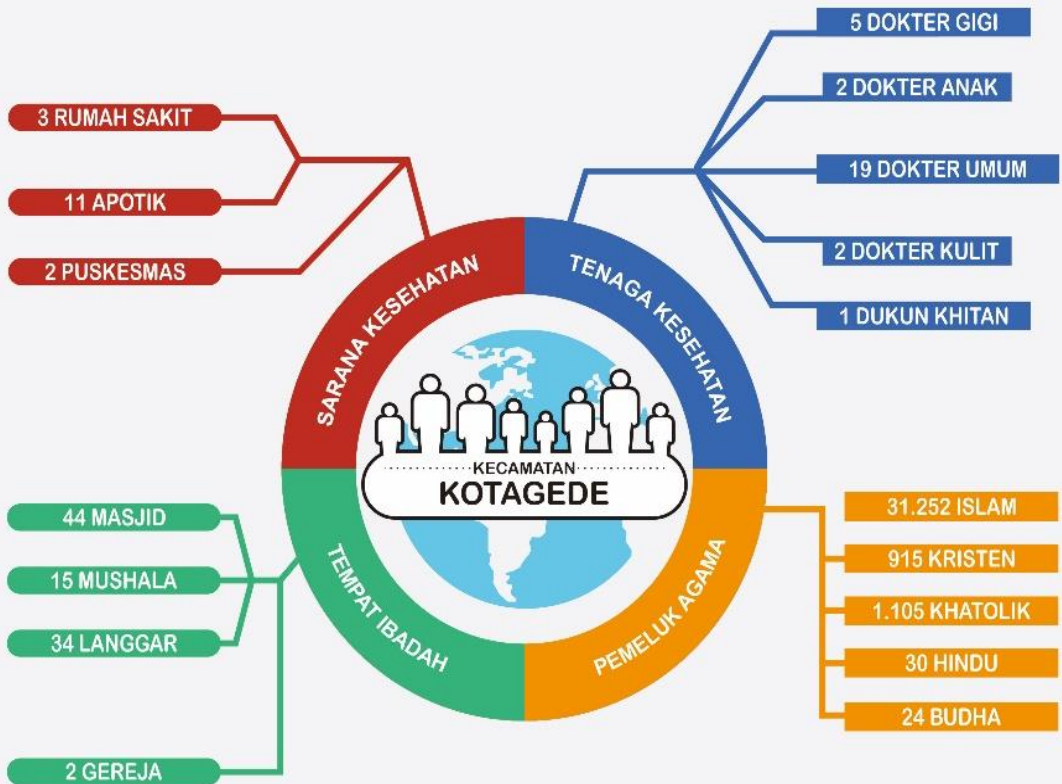 3 RUMAH SAKIT
11 APOTIK
2 PUSKESMAS
5 DOKTER GIGI
2 DOKTER ANAK
19 DOKTER UMUM
2 DOKTER KULIT
1 DUKUN KHITAN
SARANA KESEHATAN
TENAGA KESEHATAN
KECAMATAN
KOTAGEDE
TEMPAT IBADAH
PEMELUK AGAMA
44 MASJID
15 MUSHALA
34 LANGGAR
2 GEREJA
31.252 ISLAM
915 KRISTEN
1.105 KHATOLIK
30 HINDU
24 BUDHA